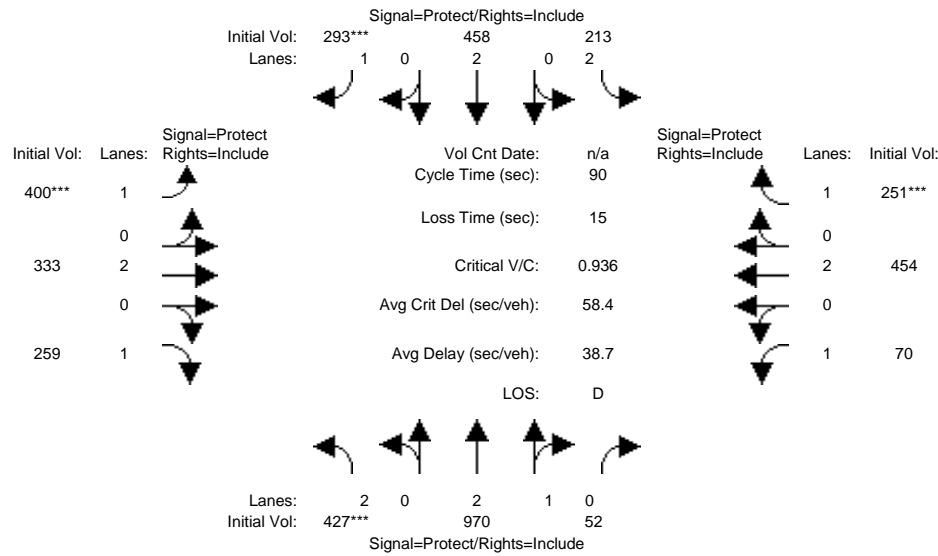 Signal=Protect/Rights=Include
Initial Vol: 293*** 458 213
Lanes: 1 0 2 0 2
Signal=Protect
Initial Vol: Lanes: Rights=Include
400*** 1
0
333 2
0
259 1
Vol Cnt Date: n/a
Cycle Time (sec): 90
Loss Time (sec): 15
Critical V/C: 0.936
Avg Crit Del (sec/veh): 58.4
Avg Delay (sec/veh): 38.7
LOS: D
Signal=Protect
Rights=Include Lanes: Initial Vol:
1 251***
0
2 454
0
1 70
Lanes: 2 0 2 1 0
Initial Vol: 427*** 970 52
Signal=Protect/Rights=Include